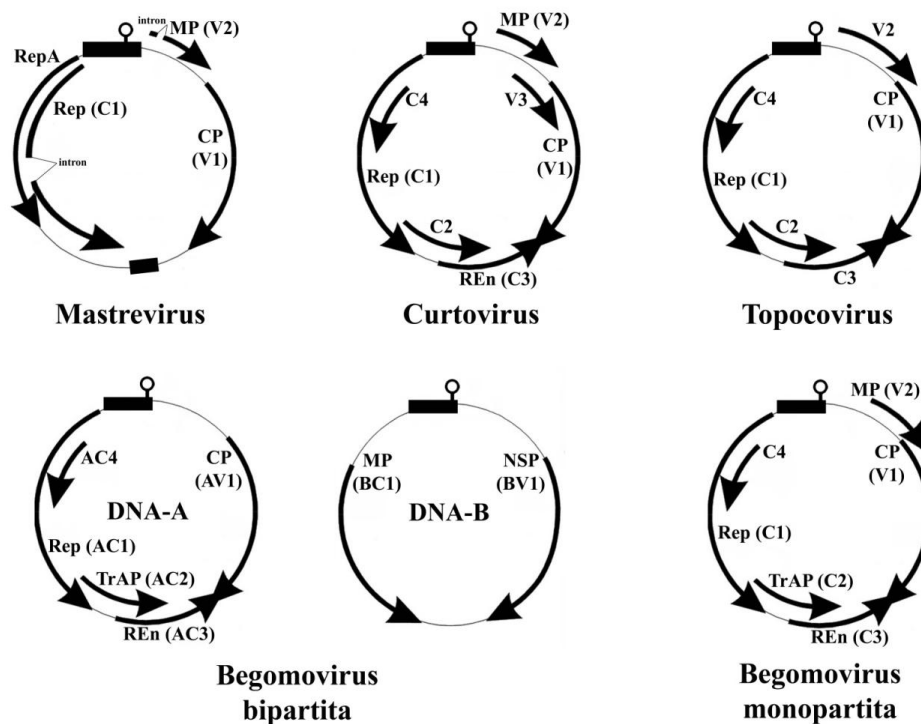 intron
MP (V2)
RepA
Rep (C1)
CP
(V1)
intron
Mastrevirus
MP (V2)
C4
V3
CP
(V1)
Rep (C1)
C2
REn (C3)
Curtovirus
V2
C4
CP
(V1)
Rep (C1)
C2
C3
Topocovirus
AC4
CP
(AV1)
DNA-A
Rep (AC1)
TrAP (AC2)
REn (AC3)
MP
(BC1)
NSP
(BV1)
DNA-B
Begomovirus
bipartita
MP (V2)
C4
CP
(V1)
Rep (C1)
TrAP (C2)
REn (C3)
Begomovirus
monopartita